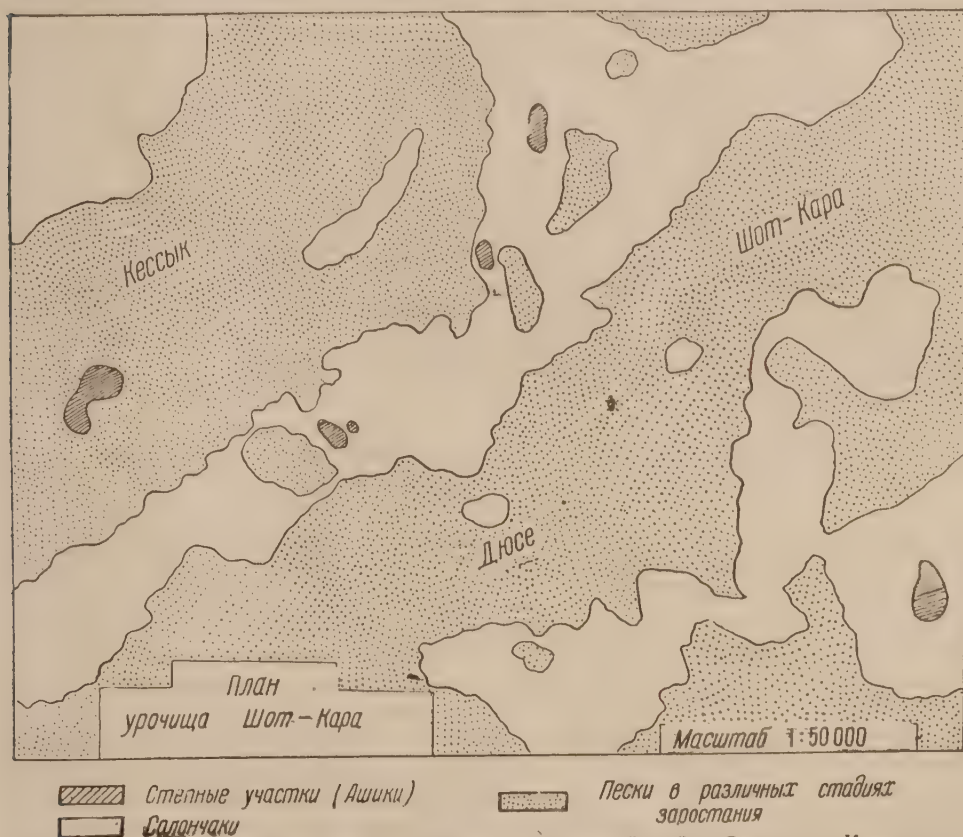 Кессык
Шот-Кара
Дюсе
План
урочища Шот-Кара
Масштаб 1:50 000
Степные участки (Ашики)
Солончаки
Пески в различных стадиях
заростания